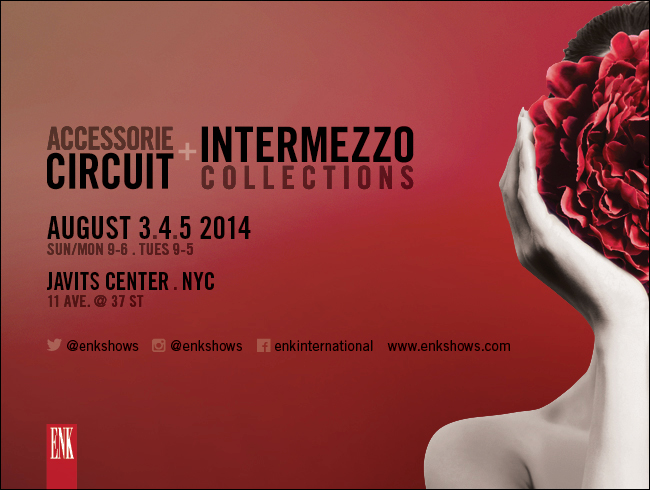 ACCESSORIE
CIRCUIT
+
INTERMEZZO
COLLECTIONS
AUGUST 3.4.5 2014
SUN/MON 9-6 . TUES 9-5
JAVITS CENTER . NYC
11 AVE. @ 37 ST
@enkshows @enkshows enkinternational www.enkshows.com
ENK